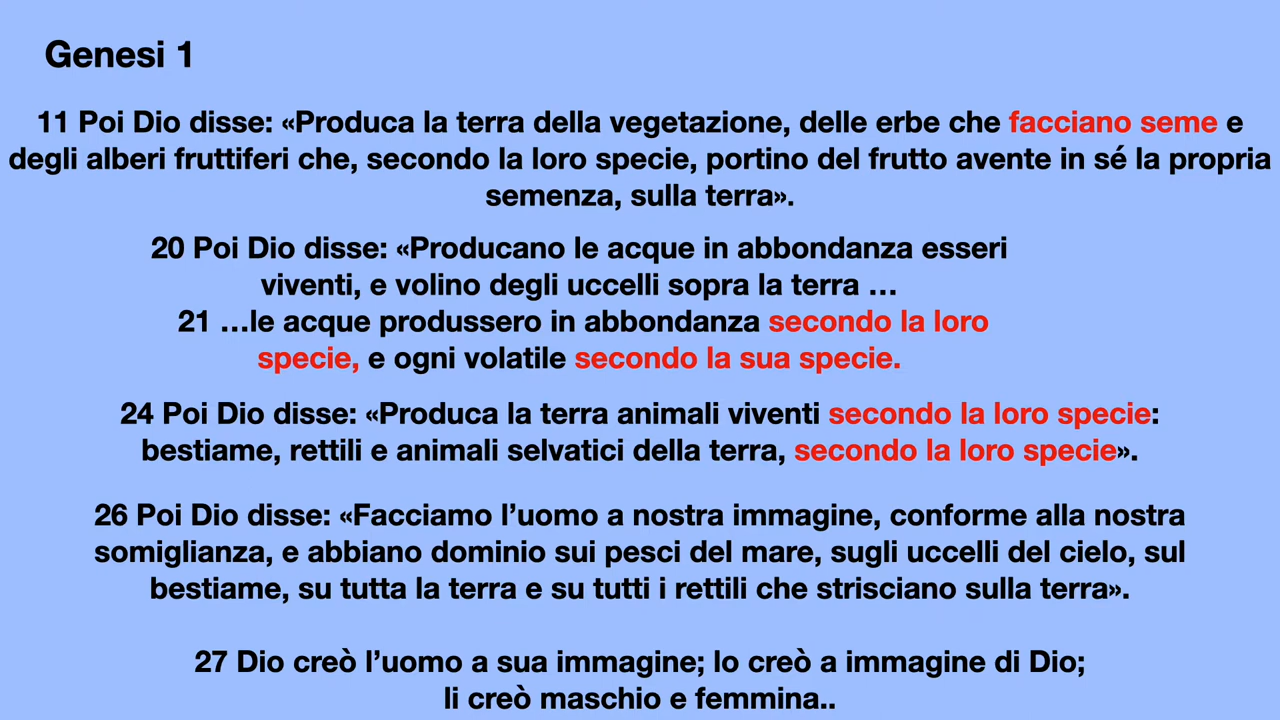 Genesi 1
11 Poi Dio disse: «Produca la terra della vegetazione, delle erbe che facciano seme e
degli alberi fruttiferi che, secondo la loro specie, portino del frutto avente in sé la propria
semenza, sulla terra».
20 Poi Dio disse: «Producano le acque in abbondanza esseri
viventi, e volino degli uccelli sopra la terra …
21 …le acque produssero in abbondanza secondo la loro
specie, e ogni volatile secondo la sua specie.
24 Poi Dio disse: «Produca la terra animali viventi secondo la loro specie:
bestiame, rettili e animali selvatici della terra, secondo la loro specie».
26 Poi Dio disse: «Facciamo l’uomo a nostra immagine, conforme alla nostra
somiglianza, e abbiano dominio sui pesci del mare, sugli uccelli del cielo, sul
bestiame, su tutta la terra e su tutti i rettili che strisciano sulla terra».
27 Dio creò l’uomo a sua immagine; lo creò a immagine di Dio;
li creò maschio e femmina..